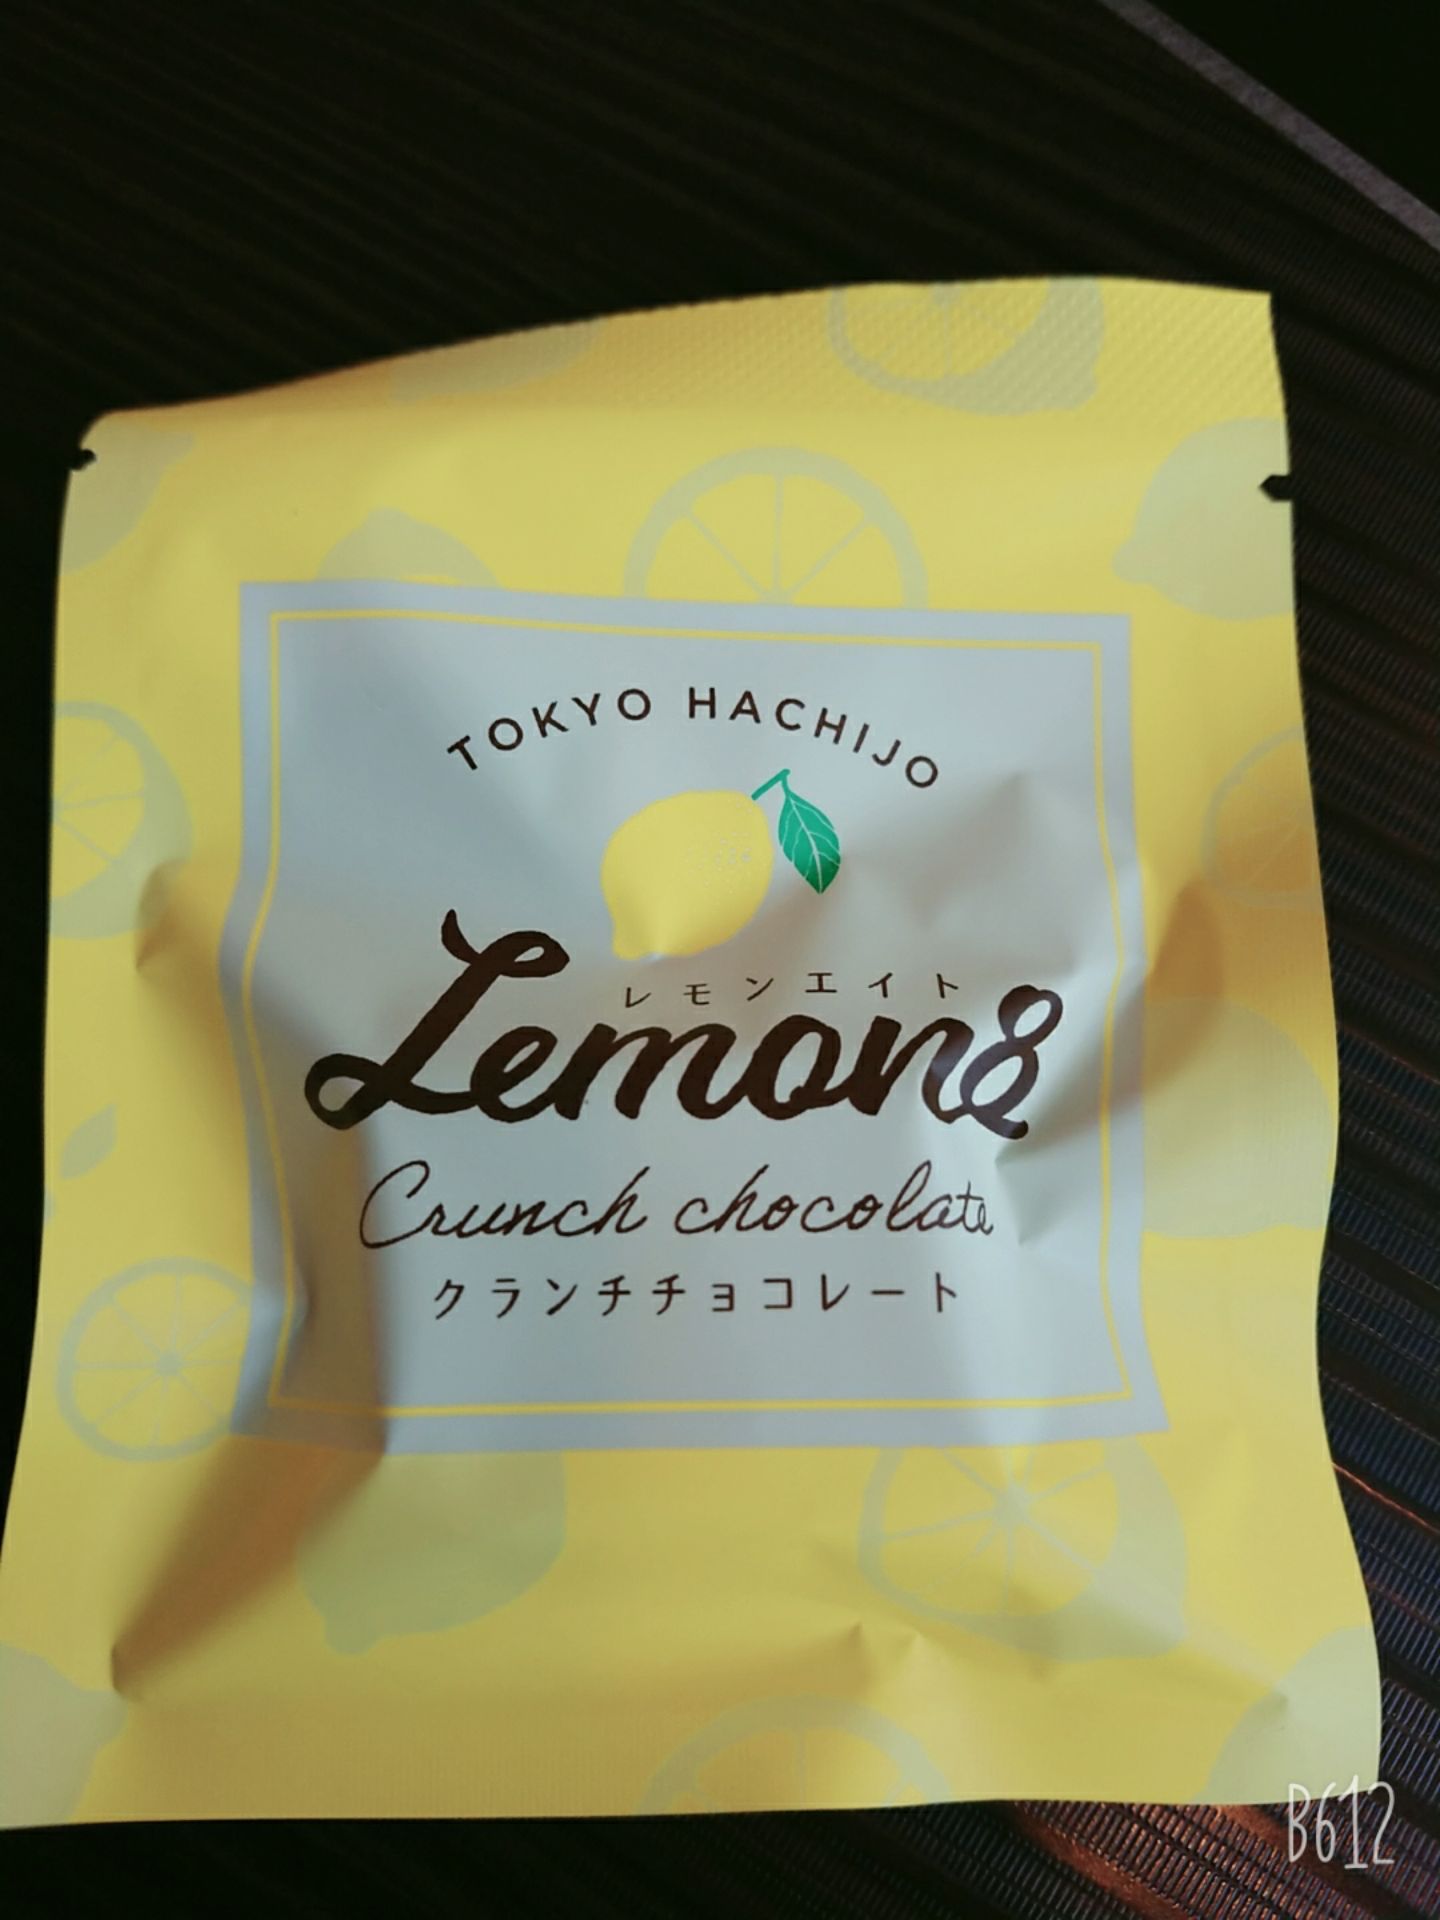 TOKYO HACHIJO
レモンエイト
Lemon8
Crunch chocolate
クランチチョコレート
B612